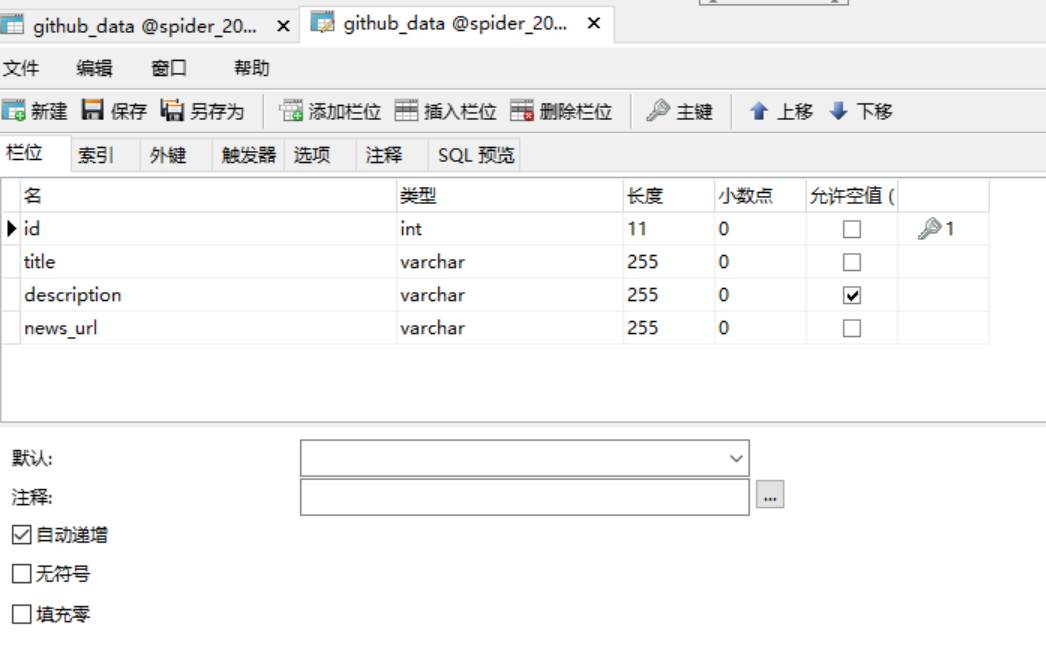 github_data @spider_20... github_data @spider_20...
文件 编辑 窗口 帮助
新建 保存 另存为 添加栏位 插入栏位 删除栏位 主键 上移 下移
栏位 索引 外键 触发器 选项 注释 SQL 预览
名 类型 长度 小数点 允许空值 (
id int 11 0 1
title varchar 255 0
description varchar 255 0
news_url varchar 255 0
默认:
注释: ...
自动递增
无符号
填充零